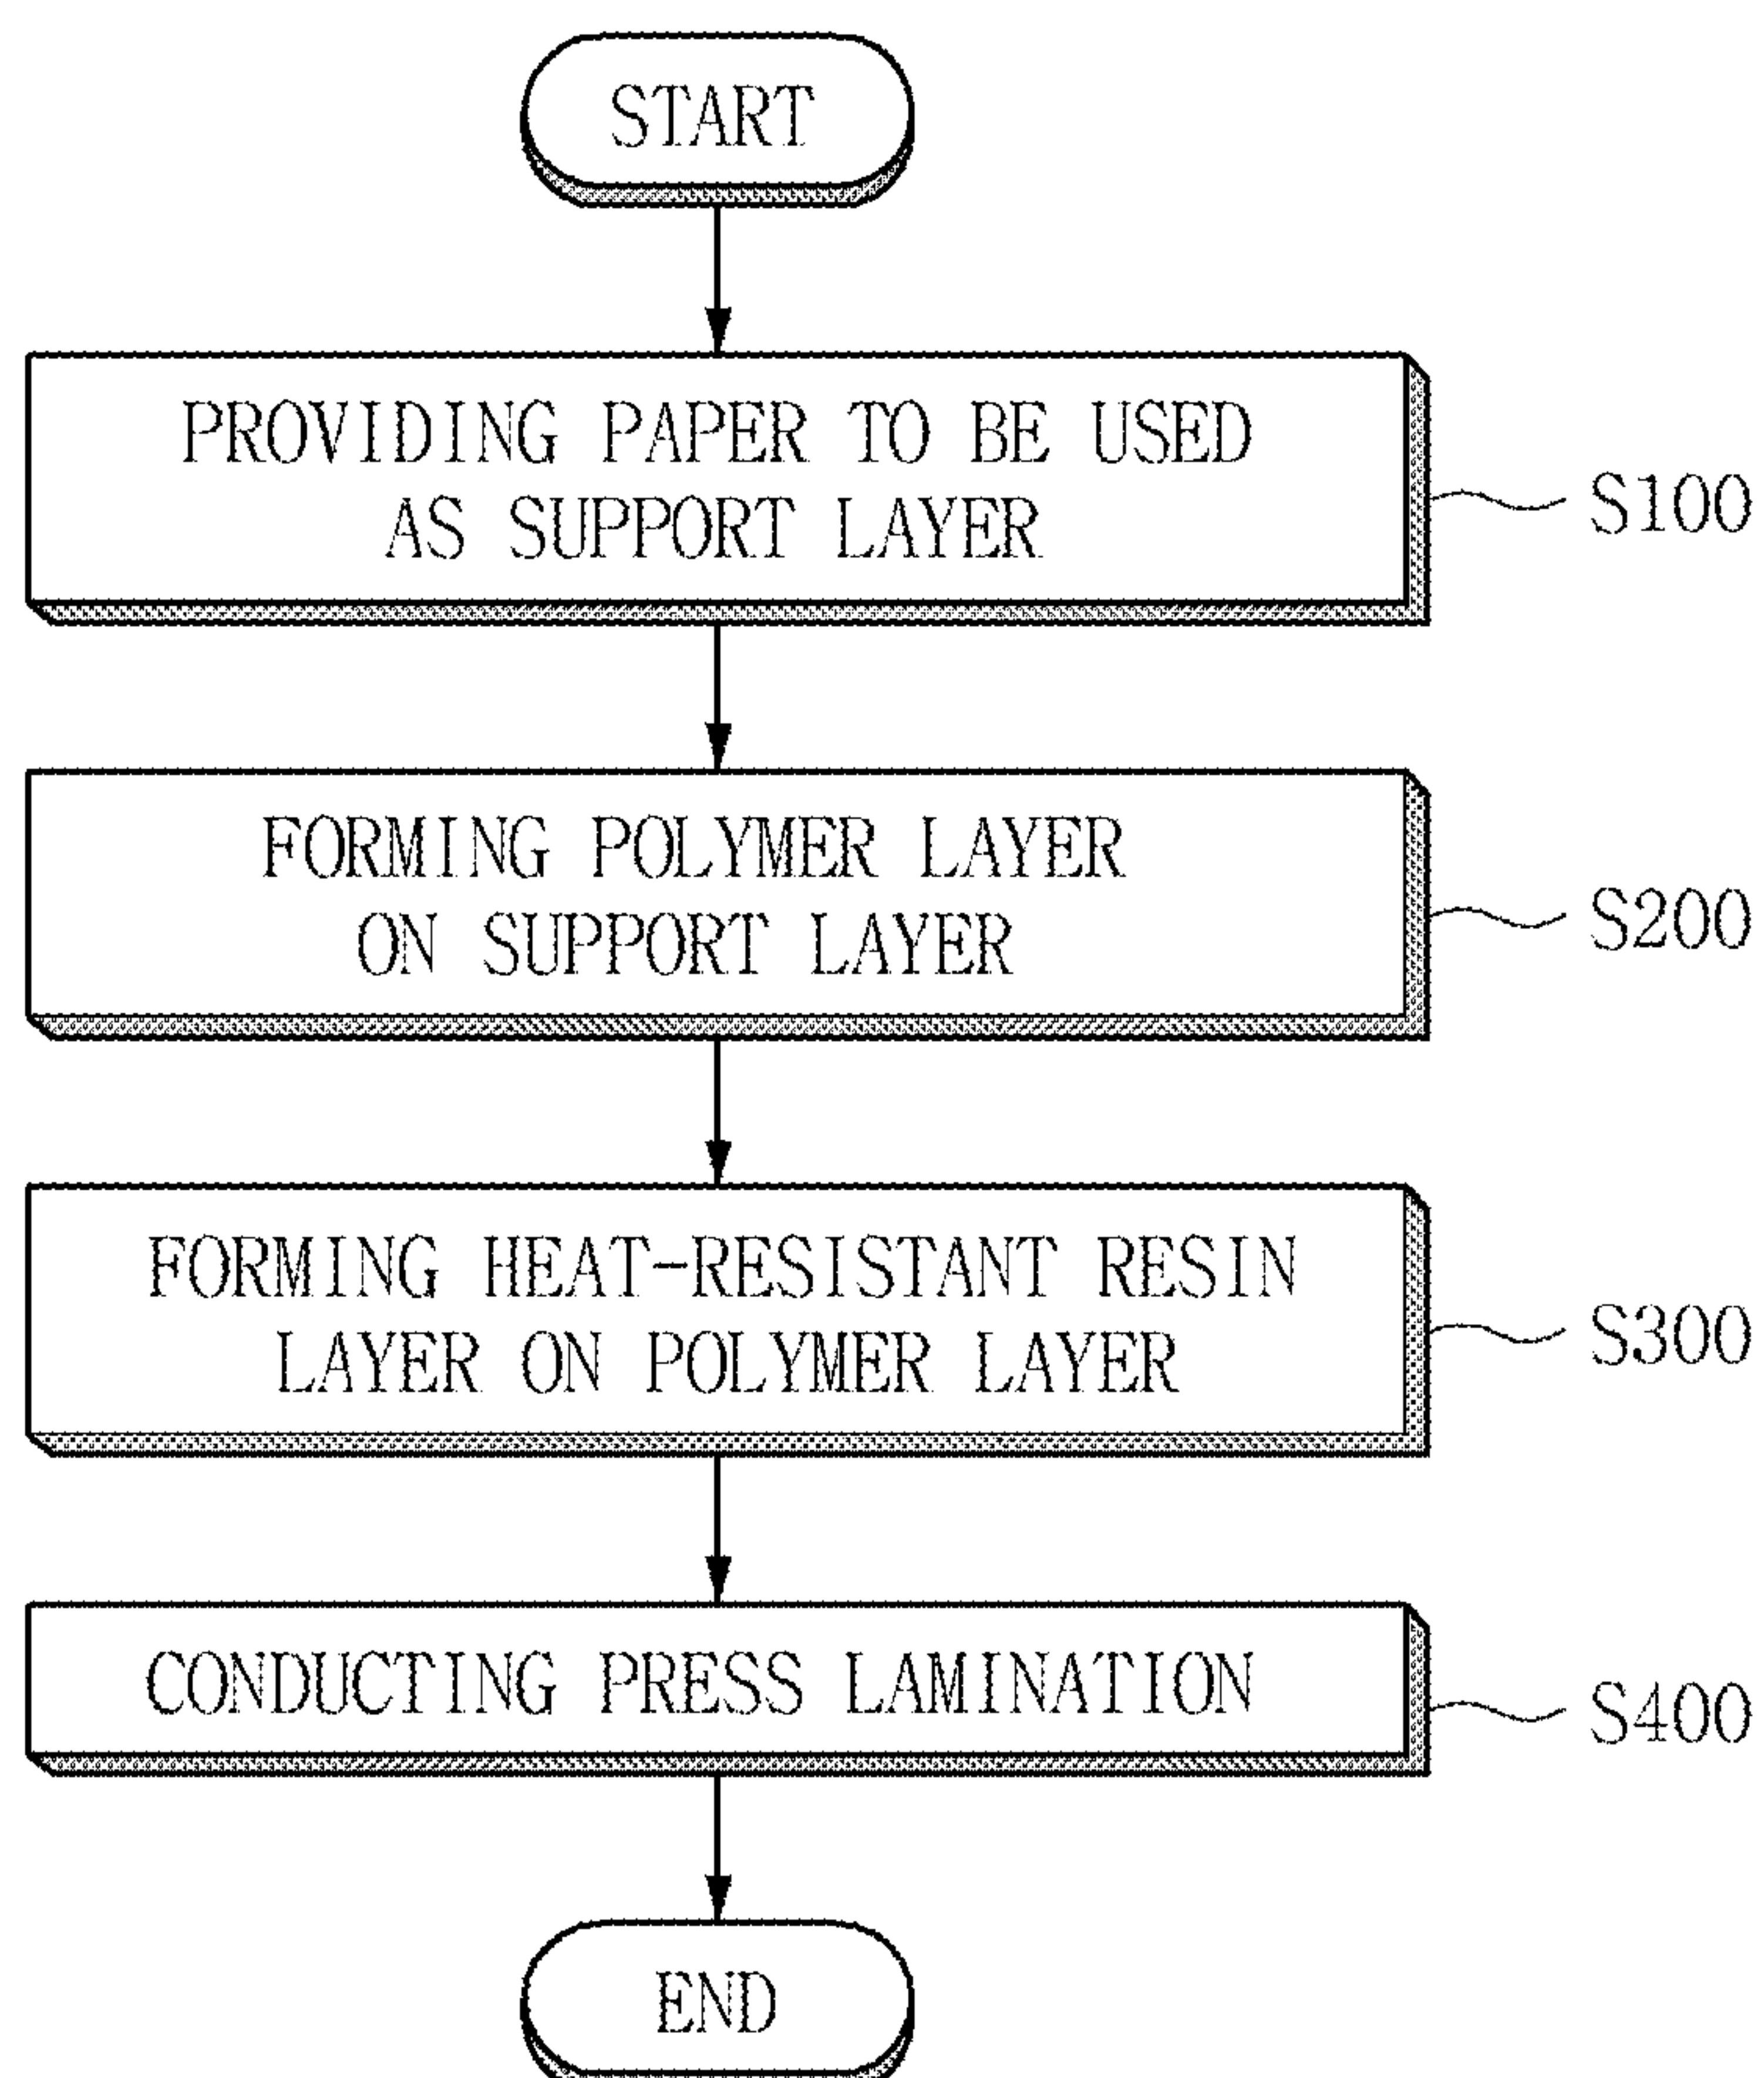 START
PROVIDING PAPER TO BE USED
AS SUPPORT LAYER
S100
FORMING POLYMER LAYER
ON SUPPORT LAYER
S200
FORMING HEAT-RESISTANT RESIN
LAYER ON POLYMER LAYER
S300
CONDUCTING PRESS LAMINATION
S400
END